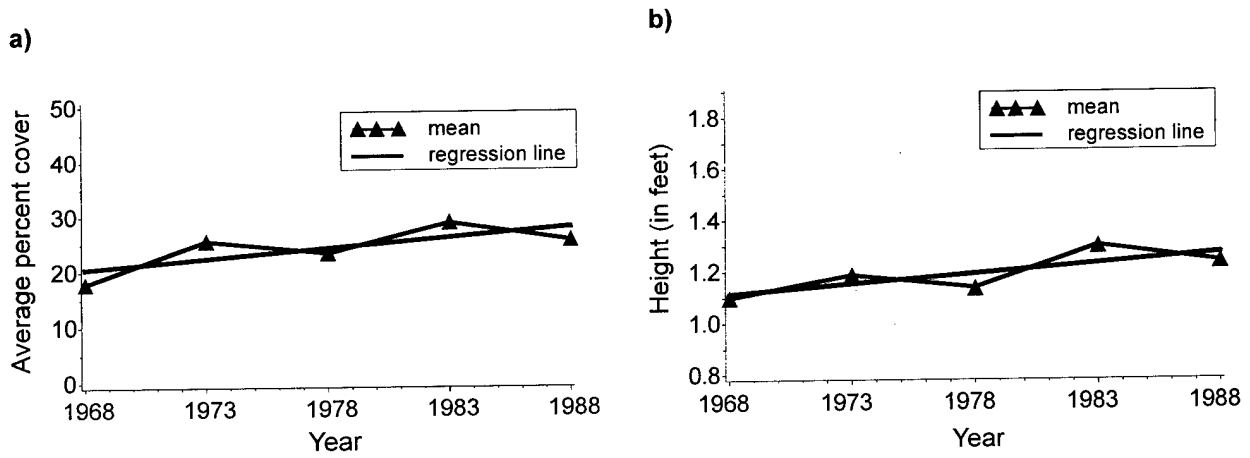 a)
Average percent cover
50
40
30
20
10
0
mean
regression line
1968 1973 1978 1983 1988
Year
b)
Height (in feet)
1.8
1.6
1.4
1.2
1.0
0.8
mean
regression line
1968 1973 1978 1983 1988
Year